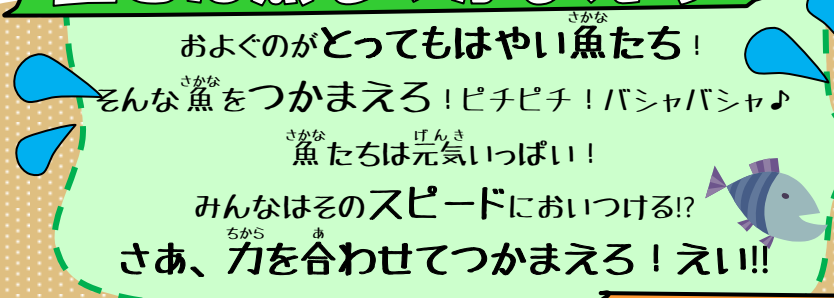 およぐのがとってもはやい魚たち！
そんな魚をつかまえろ！ピチピチ！バシャバシャ♪
魚たちは元気いっぱい！
みんなはそのスピードにおいつける!?
さあ、力を合わせてつかまえろ！えい!!